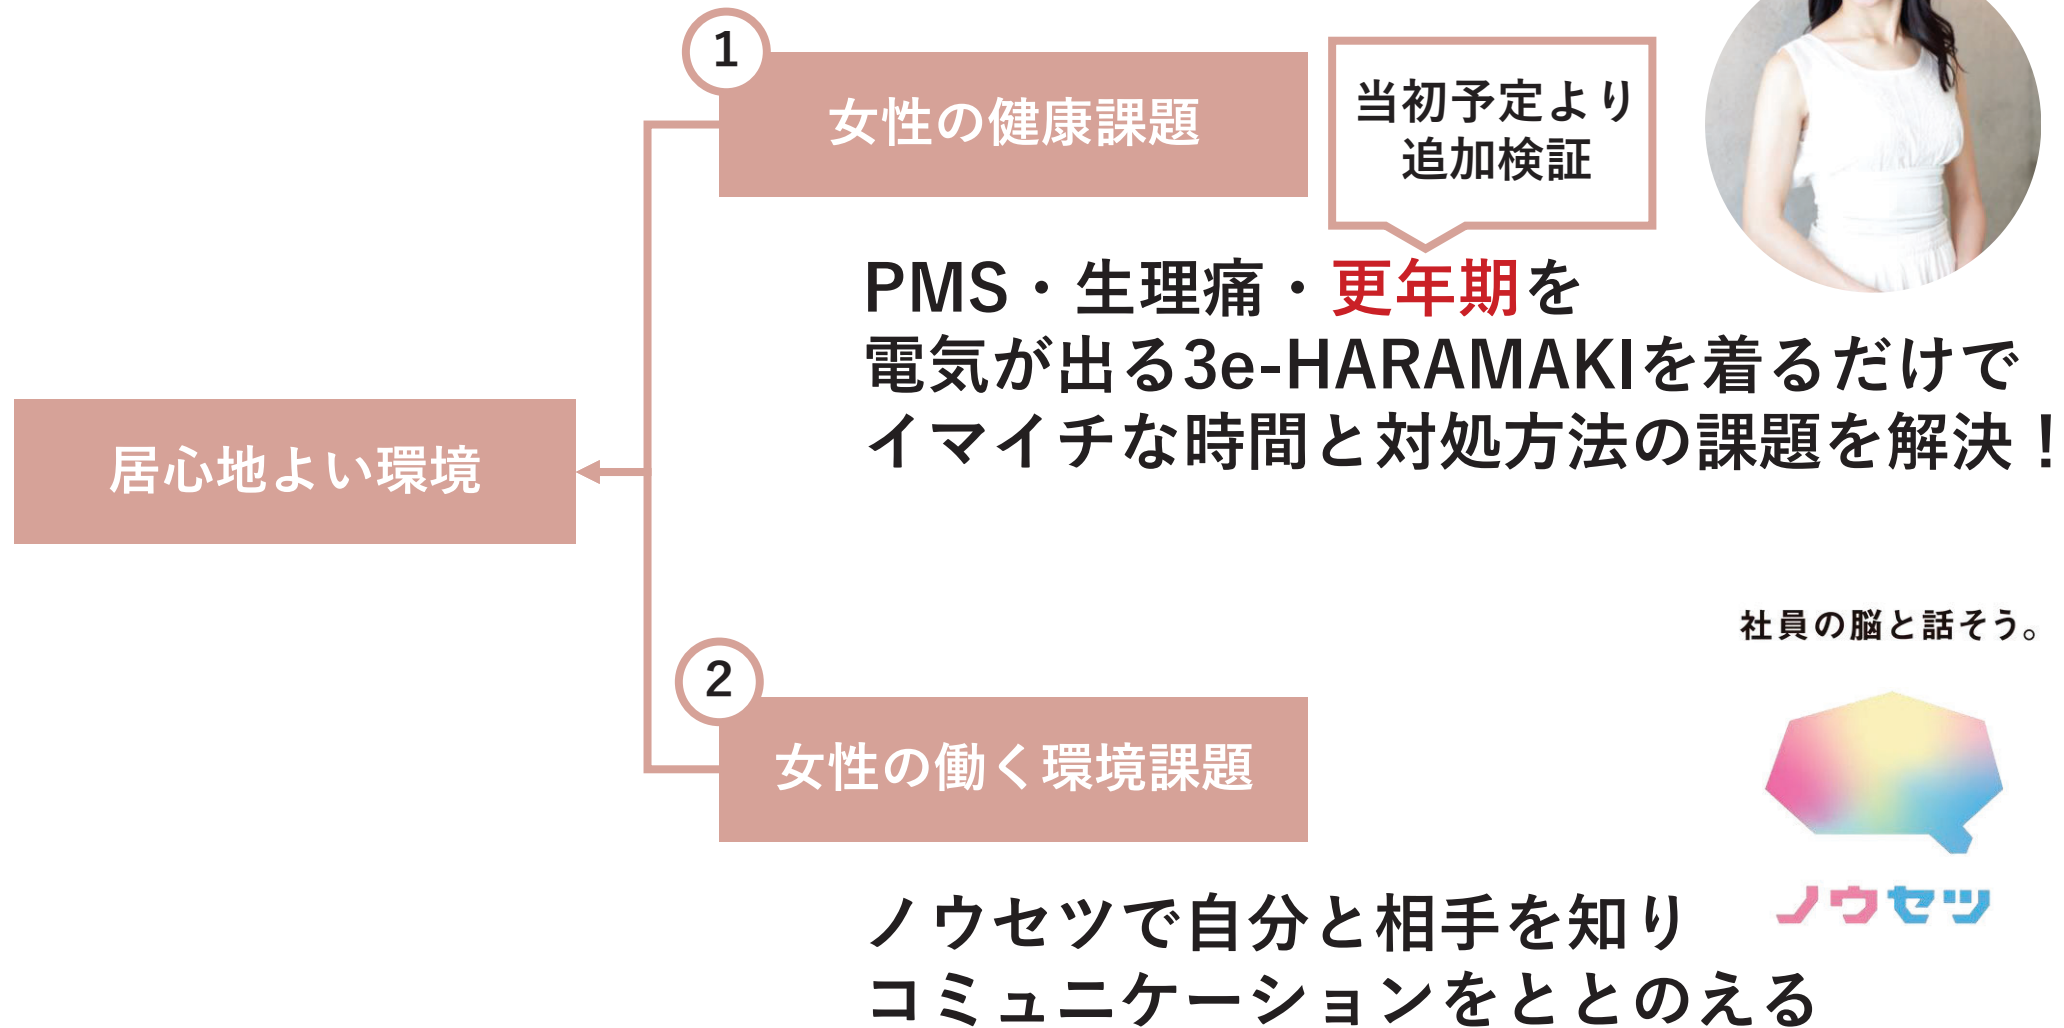 1
女性の健康課題
当初予定より
追加検証
PMS・生理痛・更年期を
電気が出る3e-HARAMAKIを着るだけで
イマイチな時間と対処方法の課題を解決！
居心地よい環境
社員の脳と話そう。
2
女性の働く環境課題
ノウセツ
ノウセツで自分と相手を知り
コミュニケーションをととのえる